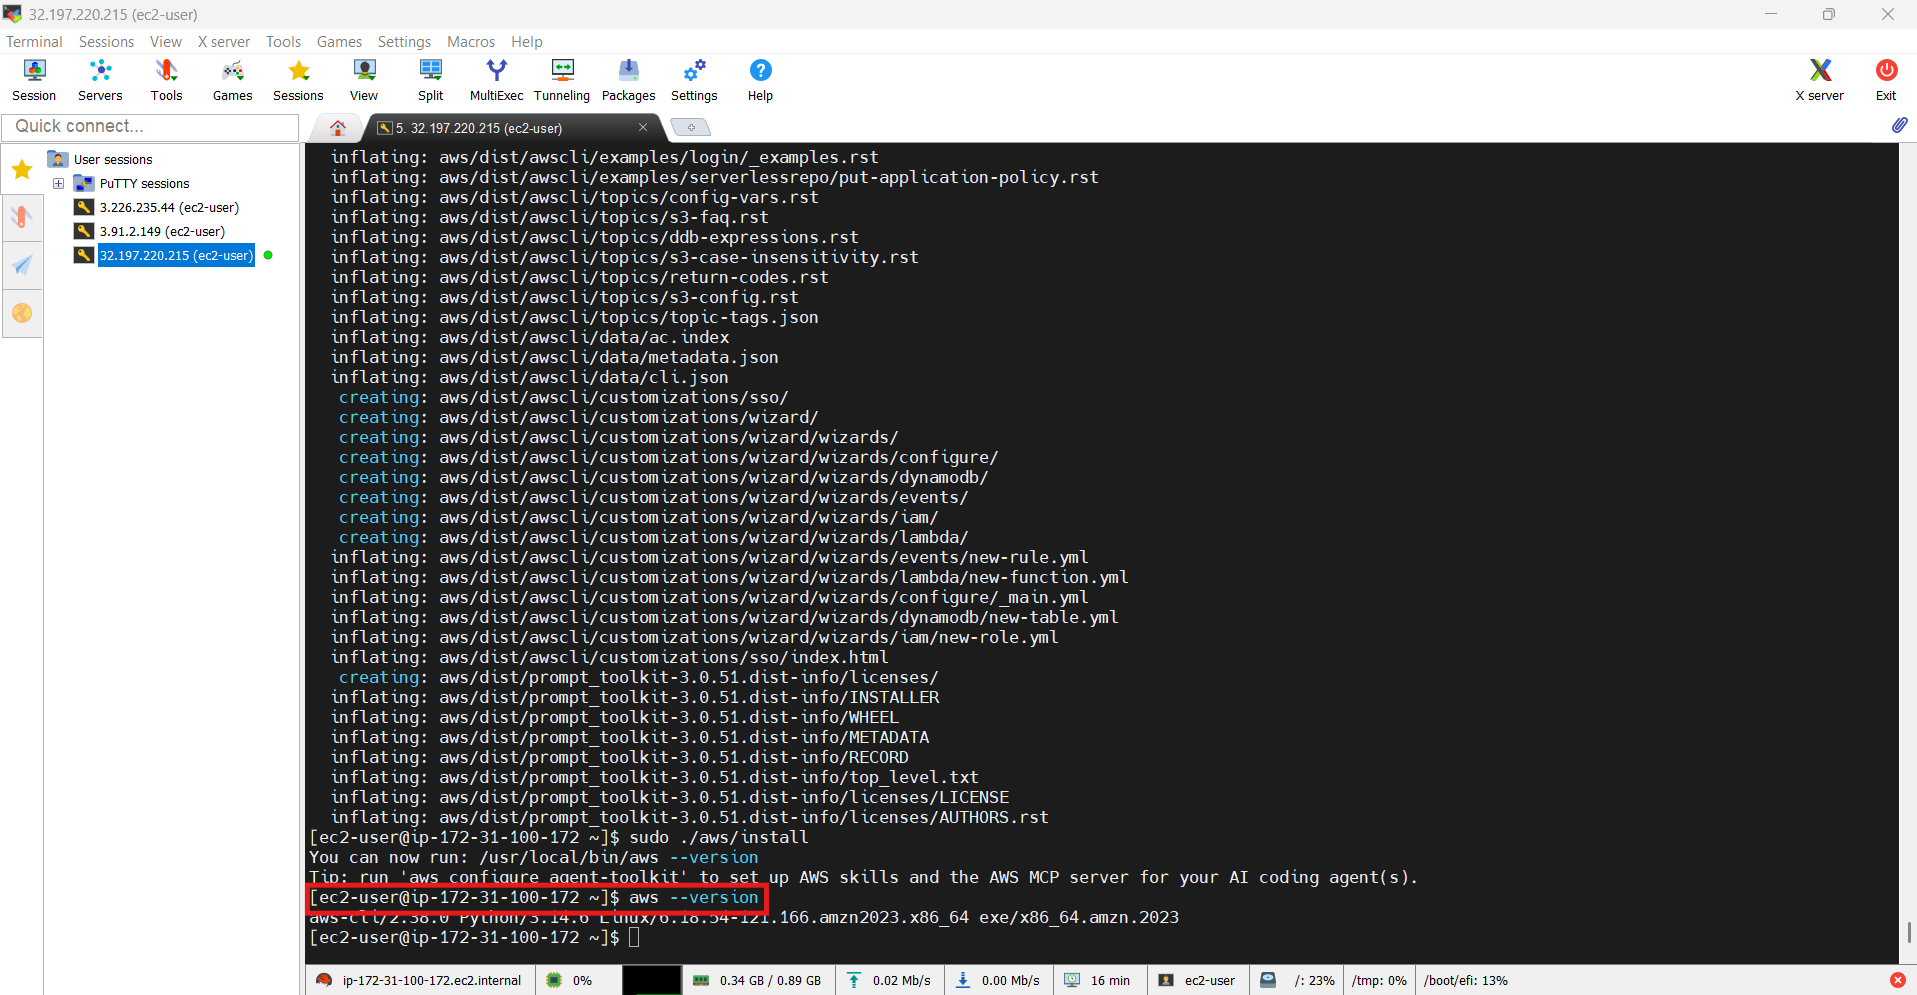 32.197.220.215 (ec2-user)
Terminal Sessions View X server Tools Games Settings Macros Help
Session Servers Tools Games Sessions View Split MultiExec Tunneling Packages Settings Help X server Exit
Quick connect...
5. 32.197.220.215 (ec2-user)
User sessions
PuTTY sessions
3.226.235.44 (ec2-user)
3.91.2.149 (ec2-user)
32.197.220.215 (ec2-user)
inflating: aws/dist/awscli/examples/login/_examples.rst
inflating: aws/dist/awscli/examples/serverlessrepo/put-application-policy.rst
inflating: aws/dist/awscli/topics/config-vars.rst
inflating: aws/dist/awscli/topics/s3-faq.rst
inflating: aws/dist/awscli/topics/ddb-expressions.rst
inflating: aws/dist/awscli/topics/s3-case-insensitivity.rst
inflating: aws/dist/awscli/topics/return-codes.rst
inflating: aws/dist/awscli/topics/s3-config.rst
inflating: aws/dist/awscli/topics/topic-tags.json
inflating: aws/dist/awscli/data/ac.index
inflating: aws/dist/awscli/data/metadata.json
inflating: aws/dist/awscli/data/cli.json
creating: aws/dist/awscli/customizations/sso/
creating: aws/dist/awscli/customizations/wizard/
creating: aws/dist/awscli/customizations/wizard/wizards/
creating: aws/dist/awscli/customizations/wizard/wizards/configure/
creating: aws/dist/awscli/customizations/wizard/wizards/dynamodb/
creating: aws/dist/awscli/customizations/wizard/wizards/events/
creating: aws/dist/awscli/customizations/wizard/wizards/iam/
creating: aws/dist/awscli/customizations/wizard/wizards/lambda/
inflating: aws/dist/awscli/customizations/wizard/wizards/events/new-rule.yml
inflating: aws/dist/awscli/customizations/wizard/wizards/lambda/new-function.yml
inflating: aws/dist/awscli/customizations/wizard/wizards/configure/_main.yml
inflating: aws/dist/awscli/customizations/wizard/wizards/dynamodb/new-table.yml
inflating: aws/dist/awscli/customizations/wizard/wizards/iam/new-role.yml
inflating: aws/dist/awscli/customizations/sso/index.html
creating: aws/dist/prompt_toolkit-3.0.51.dist-info/licenses/
inflating: aws/dist/prompt_toolkit-3.0.51.dist-info/INSTALLER
inflating: aws/dist/prompt_toolkit-3.0.51.dist-info/WHEEL
inflating: aws/dist/prompt_toolkit-3.0.51.dist-info/METADATA
inflating: aws/dist/prompt_toolkit-3.0.51.dist-info/RECORD
inflating: aws/dist/prompt_toolkit-3.0.51.dist-info/top_level.txt
inflating: aws/dist/prompt_toolkit-3.0.51.dist-info/licenses/LICENSE
inflating: aws/dist/prompt_toolkit-3.0.51.dist-info/licenses/AUTHORS.rst
[ec2-user@ip-172-31-100-172 ~]$ sudo ./aws/install
You can now run: /usr/local/bin/aws --version
Tip: run 'aws configure agent-toolkit' to set up AWS skills and the AWS MCP server for your AI coding agent(s).
[ec2-user@ip-172-31-100-172 ~]$ aws --version
aws-cli/2.38.0 Python/3.14.6 Linux/6.18.54-121.166.amzn2023.x86_64 exe/x86_64.amzn.2023
[ec2-user@ip-172-31-100-172 ~]$
ip-172-31-100-172.ec2.internal 0% 0.34 GB / 0.89 GB 0.02 Mb/s 0.00 Mb/s 16 min ec2-user /: 23% /tmp: 0% /boot/efi: 13%